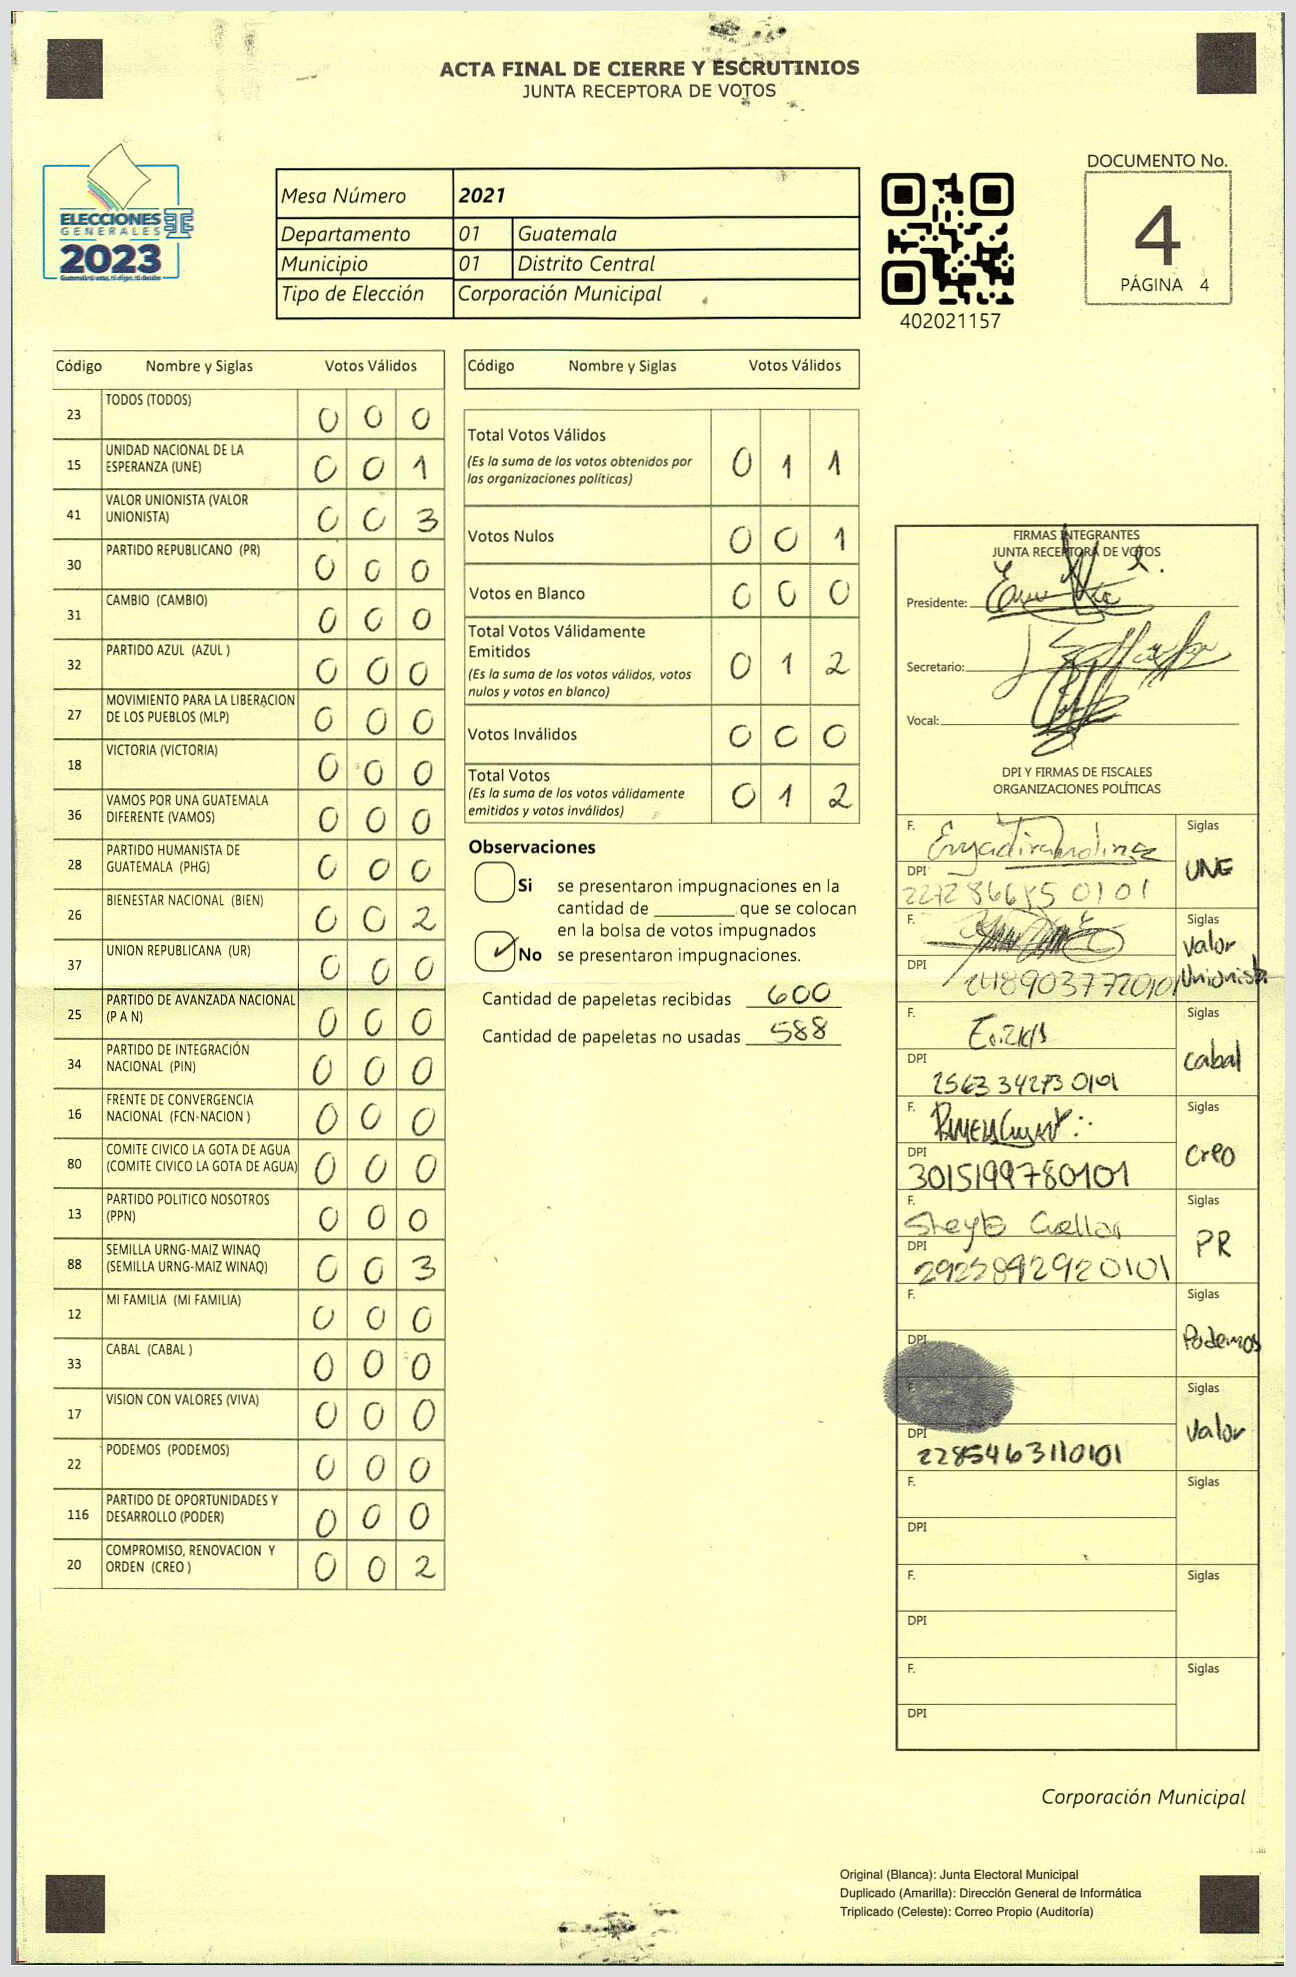 ACTA FINAL DE CIERRE Y ESCRUTINIOS
JUNTA RECEPTORA DE VOTOS
ELECCIONES
GENERALES
2023
Mesa Número 2021
Departamento 01 Guatemala
Municipio 01 Distrito Central
Tipo de Elección Corporación Municipal
402021157
DOCUMENTO No.
4
PÁGINA 4
Código Nombre y Siglas Votos Válidos
23 TODOS (TODOS) 0 0 0
15 UNIDAD NACIONAL DE LA
ESPERANZA (UNE) 0 0 1
41 VALOR UNIONISTA (VALOR
UNIONISTA) 0 0 3
30 PARTIDO REPUBLICANO (PR) 0 0 0
31 CAMBIO (CAMBIO) 0 0 0
32 PARTIDO AZUL (AZUL ) 0 0 0
27 MOVIMIENTO PARA LA LIBERACION
DE LOS PUEBLOS (MLP) 0 0 0
18 VICTORIA (VICTORIA) 0 0 0
36 VAMOS POR UNA GUATEMALA
DIFERENTE (VAMOS) 0 0 0
28 PARTIDO HUMANISTA DE
GUATEMALA (PHG) 0 0 0
26 BIENESTAR NACIONAL (BIEN) 0 0 2
37 UNION REPUBLICANA (UR) 0 0 0
25 PARTIDO DE AVANZADA NACIONAL
(P A N) 0 0 0
34 PARTIDO DE INTEGRACIÓN
NACIONAL (PIN) 0 0 0
16 FRENTE DE CONVERGENCIA
NACIONAL (FCN-NACION ) 0 0 0
80 COMITE CIVICO LA GOTA DE AGUA
(COMITE CIVICO LA GOTA DE AGUA) 0 0 0
13 PARTIDO POLITICO NOSOTROS
(PPN) 0 0 0
88 SEMILLA URNG-MAIZ WINAQ
(SEMILLA URNG-MAIZ WINAQ) 0 0 3
12 MI FAMILIA (MI FAMILIA) 0 0 0
33 CABAL (CABAL ) 0 0 0
17 VISION CON VALORES (VIVA) 0 0 0
22 PODEMOS (PODEMOS) 0 0 0
116 PARTIDO DE OPORTUNIDADES Y
DESARROLLO (PODER) 0 0 0
20 COMPROMISO, RENOVACION Y
ORDEN (CREO ) 0 0 2
Código Nombre y Siglas Votos Válidos
Total Votos Válidos
(Es la suma de los votos obtenidos por
las organizaciones políticas) 0 1 1
Votos Nulos 0 0 1
Votos en Blanco 0 0 0
Total Votos Válidamente
Emitidos
(Es la suma de los votos válidos, votos
nulos y votos en blanco) 0 1 2
Votos Inválidos 0 0 0
Total Votos
(Es la suma de los votos válidamente
emitidos y votos inválidos) 0 1 2
Observaciones
Si se presentaron impugnaciones en la
cantidad de ________ que se colocan
en la bolsa de votos impugnados
No se presentaron impugnaciones.
Cantidad de papeletas recibidas 600
Cantidad de papeletas no usadas 588
FIRMAS INTEGRANTES
JUNTA RECEPTORA DE VOTOS
Presidente:
Secretario:
Vocal:
DPI Y FIRMAS DE FISCALES
ORGANIZACIONES POLÍTICAS
F. Siglas
UNE
DPI
F. Siglas
Valor
Unionista
DPI
2489037720101
F. Siglas
cabal
DPI
2563342730101
F. Siglas
Creo
DPI
3015199780101
F. Siglas
Cuellar
PR
DPI
2925892920101
F. Siglas
Podemos
DPI
F. Siglas
Valor
DPI
2285463110101
F. Siglas
DPI
F. Siglas
DPI
F. Siglas
DPI
Corporación Municipal
Original (Blanca): Junta Electoral Municipal
Duplicado (Amarilla): Dirección General de Informática
Triplicado (Celeste): Correo Propio (Auditoría)